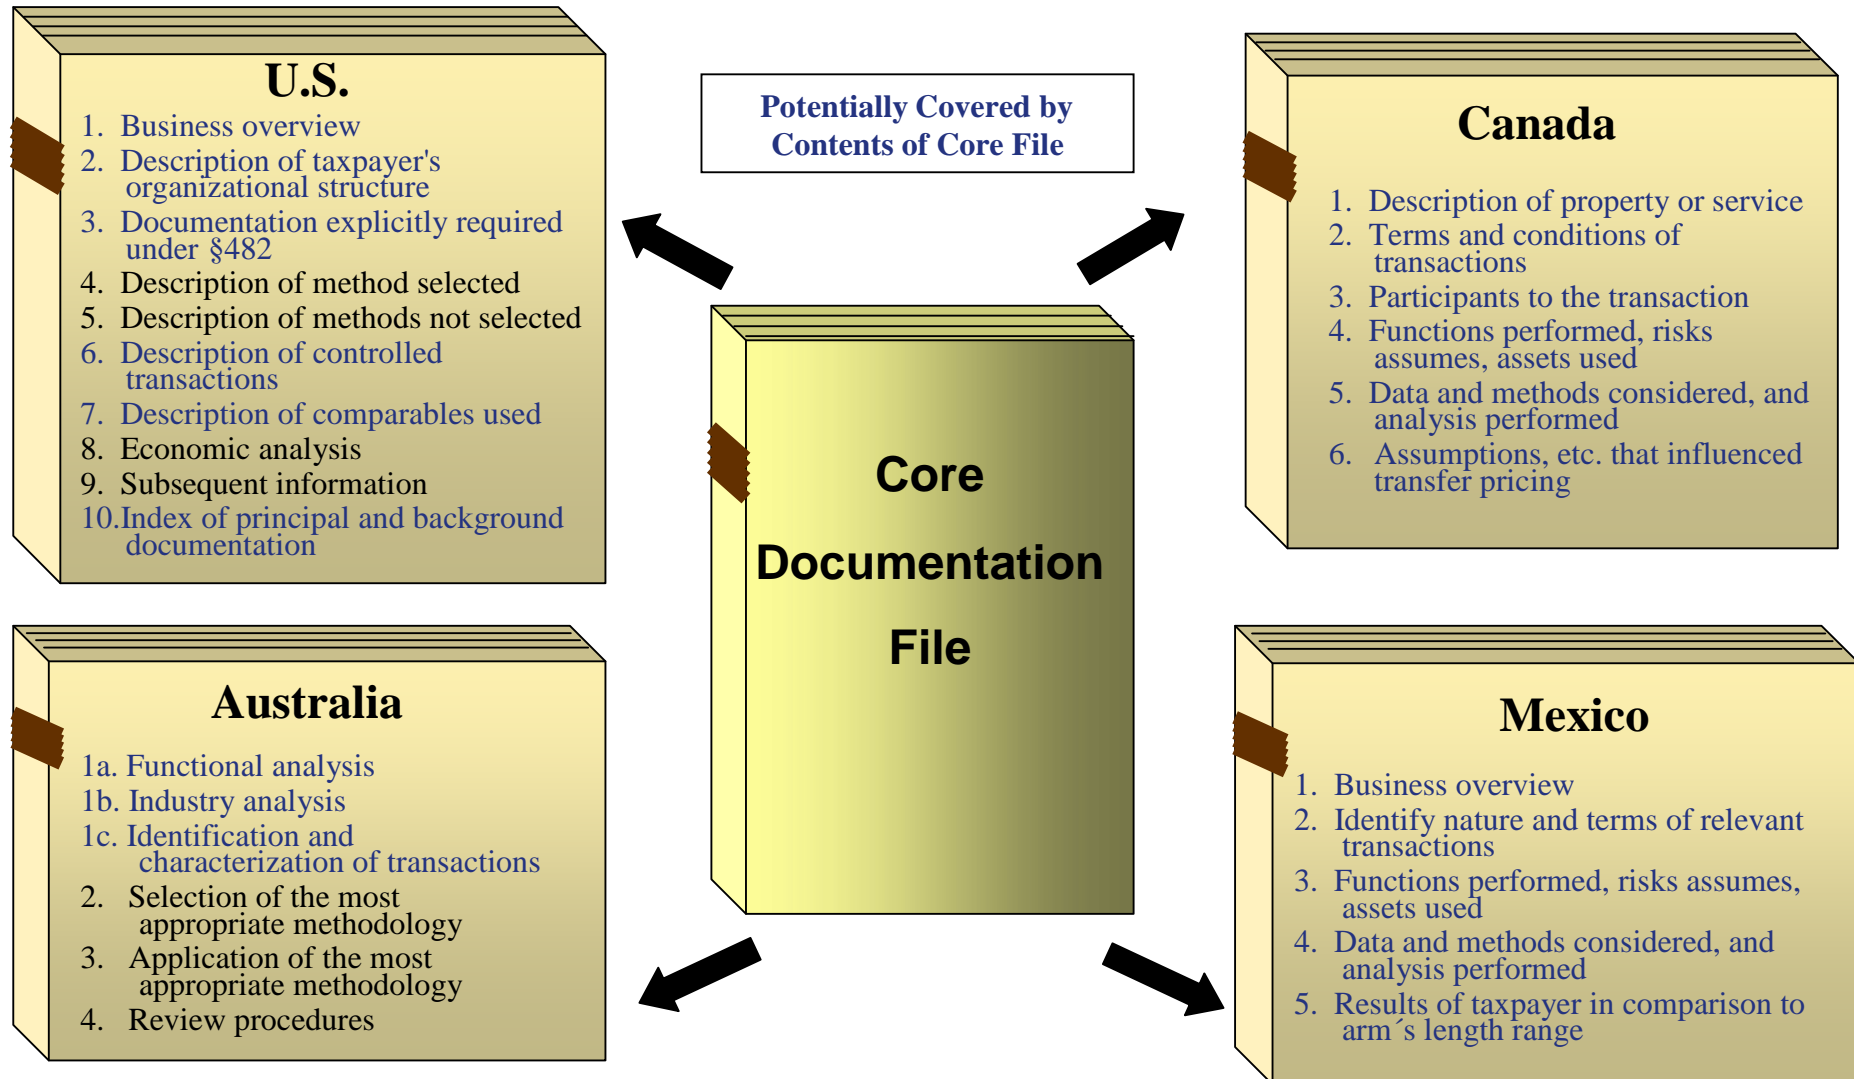 U.S.
1. Business overview
2. Description of taxpayer's
organizational structure
3. Documentation explicitly required
under §482
4. Description of method selected
5. Description of methods not selected
6. Description of controlled
transactions
7. Description of comparables used
8. Economic analysis
9. Subsequent information
10.Index of principal and background
documentation
Potentially Covered by
Contents of Core File
Canada
1. Description of property or service
2. Terms and conditions of
transactions
3. Participants to the transaction
4. Functions performed, risks
assumes, assets used
5. Data and methods considered, and
analysis performed
6. Assumptions, etc. that influenced
transfer pricing
Core
Documentation
File
Australia
1a. Functional analysis
1b. Industry analysis
1c. Identification and
characterization of transactions
2. Selection of the most
appropriate methodology
3. Application of the most
appropriate methodology
4. Review procedures
Mexico
1. Business overview
2. Identify nature and terms of relevant
transactions
3. Functions performed, risks assumes,
assets used
4. Data and methods considered, and
analysis performed
5. Results of taxpayer in comparison to
arm´s length range